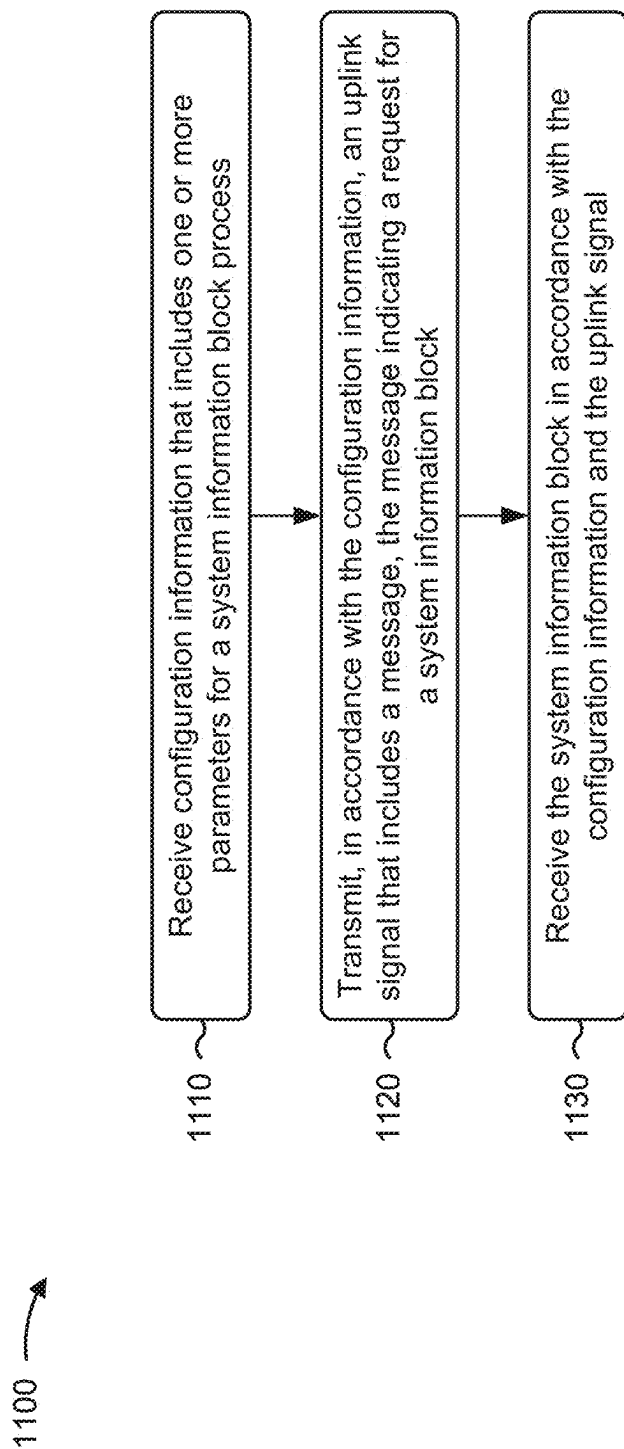 1100
1110
Receive configuration information that includes one or more
parameters for a system information block process
1120
Transmit, in accordance with the configuration information, an uplink
signal that includes a message, the message indicating a request for
a system information block
1130
Receive the system information block in accordance with the
configuration information and the uplink signal